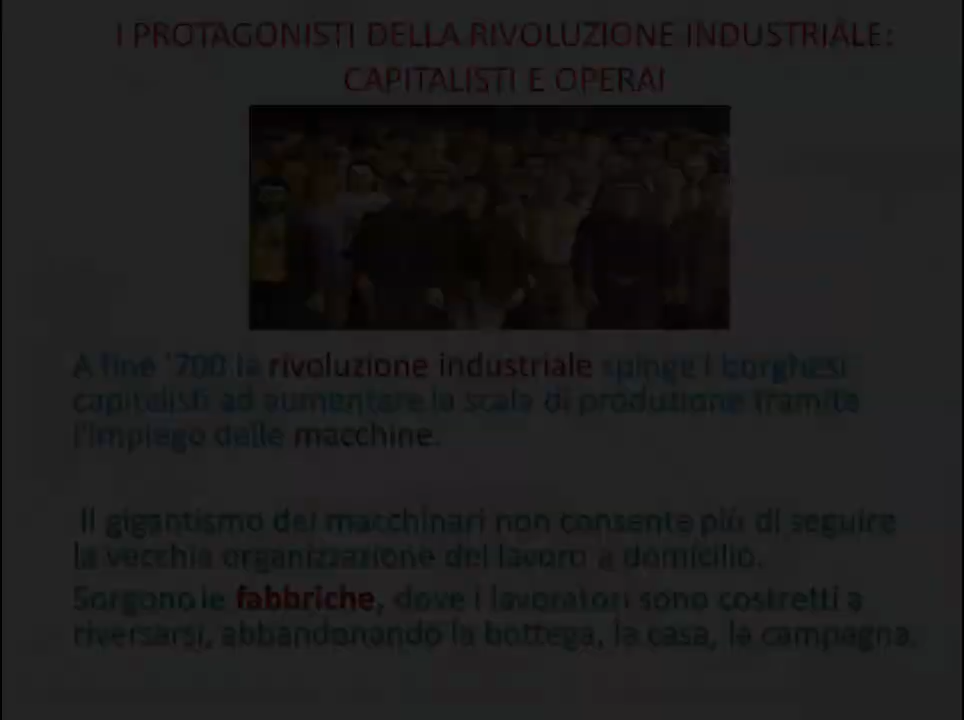 I PROTAGONISTI DELLA RIVOLUZIONE INDUSTRIALE:
CAPITALISTI E OPERAI
A fine '700 la rivoluzione industriale spinge i borghesi
capitalisti ad aumentare la scala di produzione tramite
l'impiego delle macchine.
Il gigantismo dei macchinari non consente più di seguire
la vecchia organizzazione del lavoro a domicilio.
Sorgono le fabbriche, dove i lavoratori sono costretti a
riversarsi, abbandonando la bottega, la casa, la campagna.